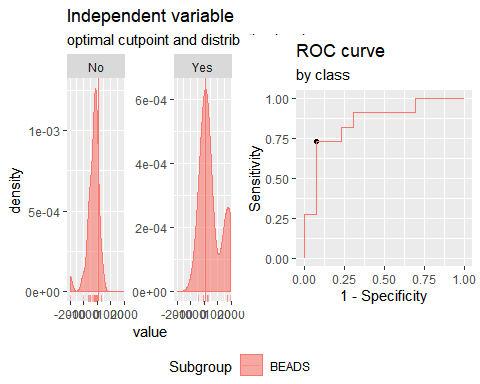 Independent variable
optimal cutpoint and distrib
No
Yes
1e-03
5e-04
0e+00
6e-04
4e-04
2e-04
0e+00
density
value
ROC curve
by class
1.00
0.75
0.50
0.25
0.00
Sensitivity
0.00 0.25 0.50 0.75 1.00
1 - Specificity
Subgroup BEADS